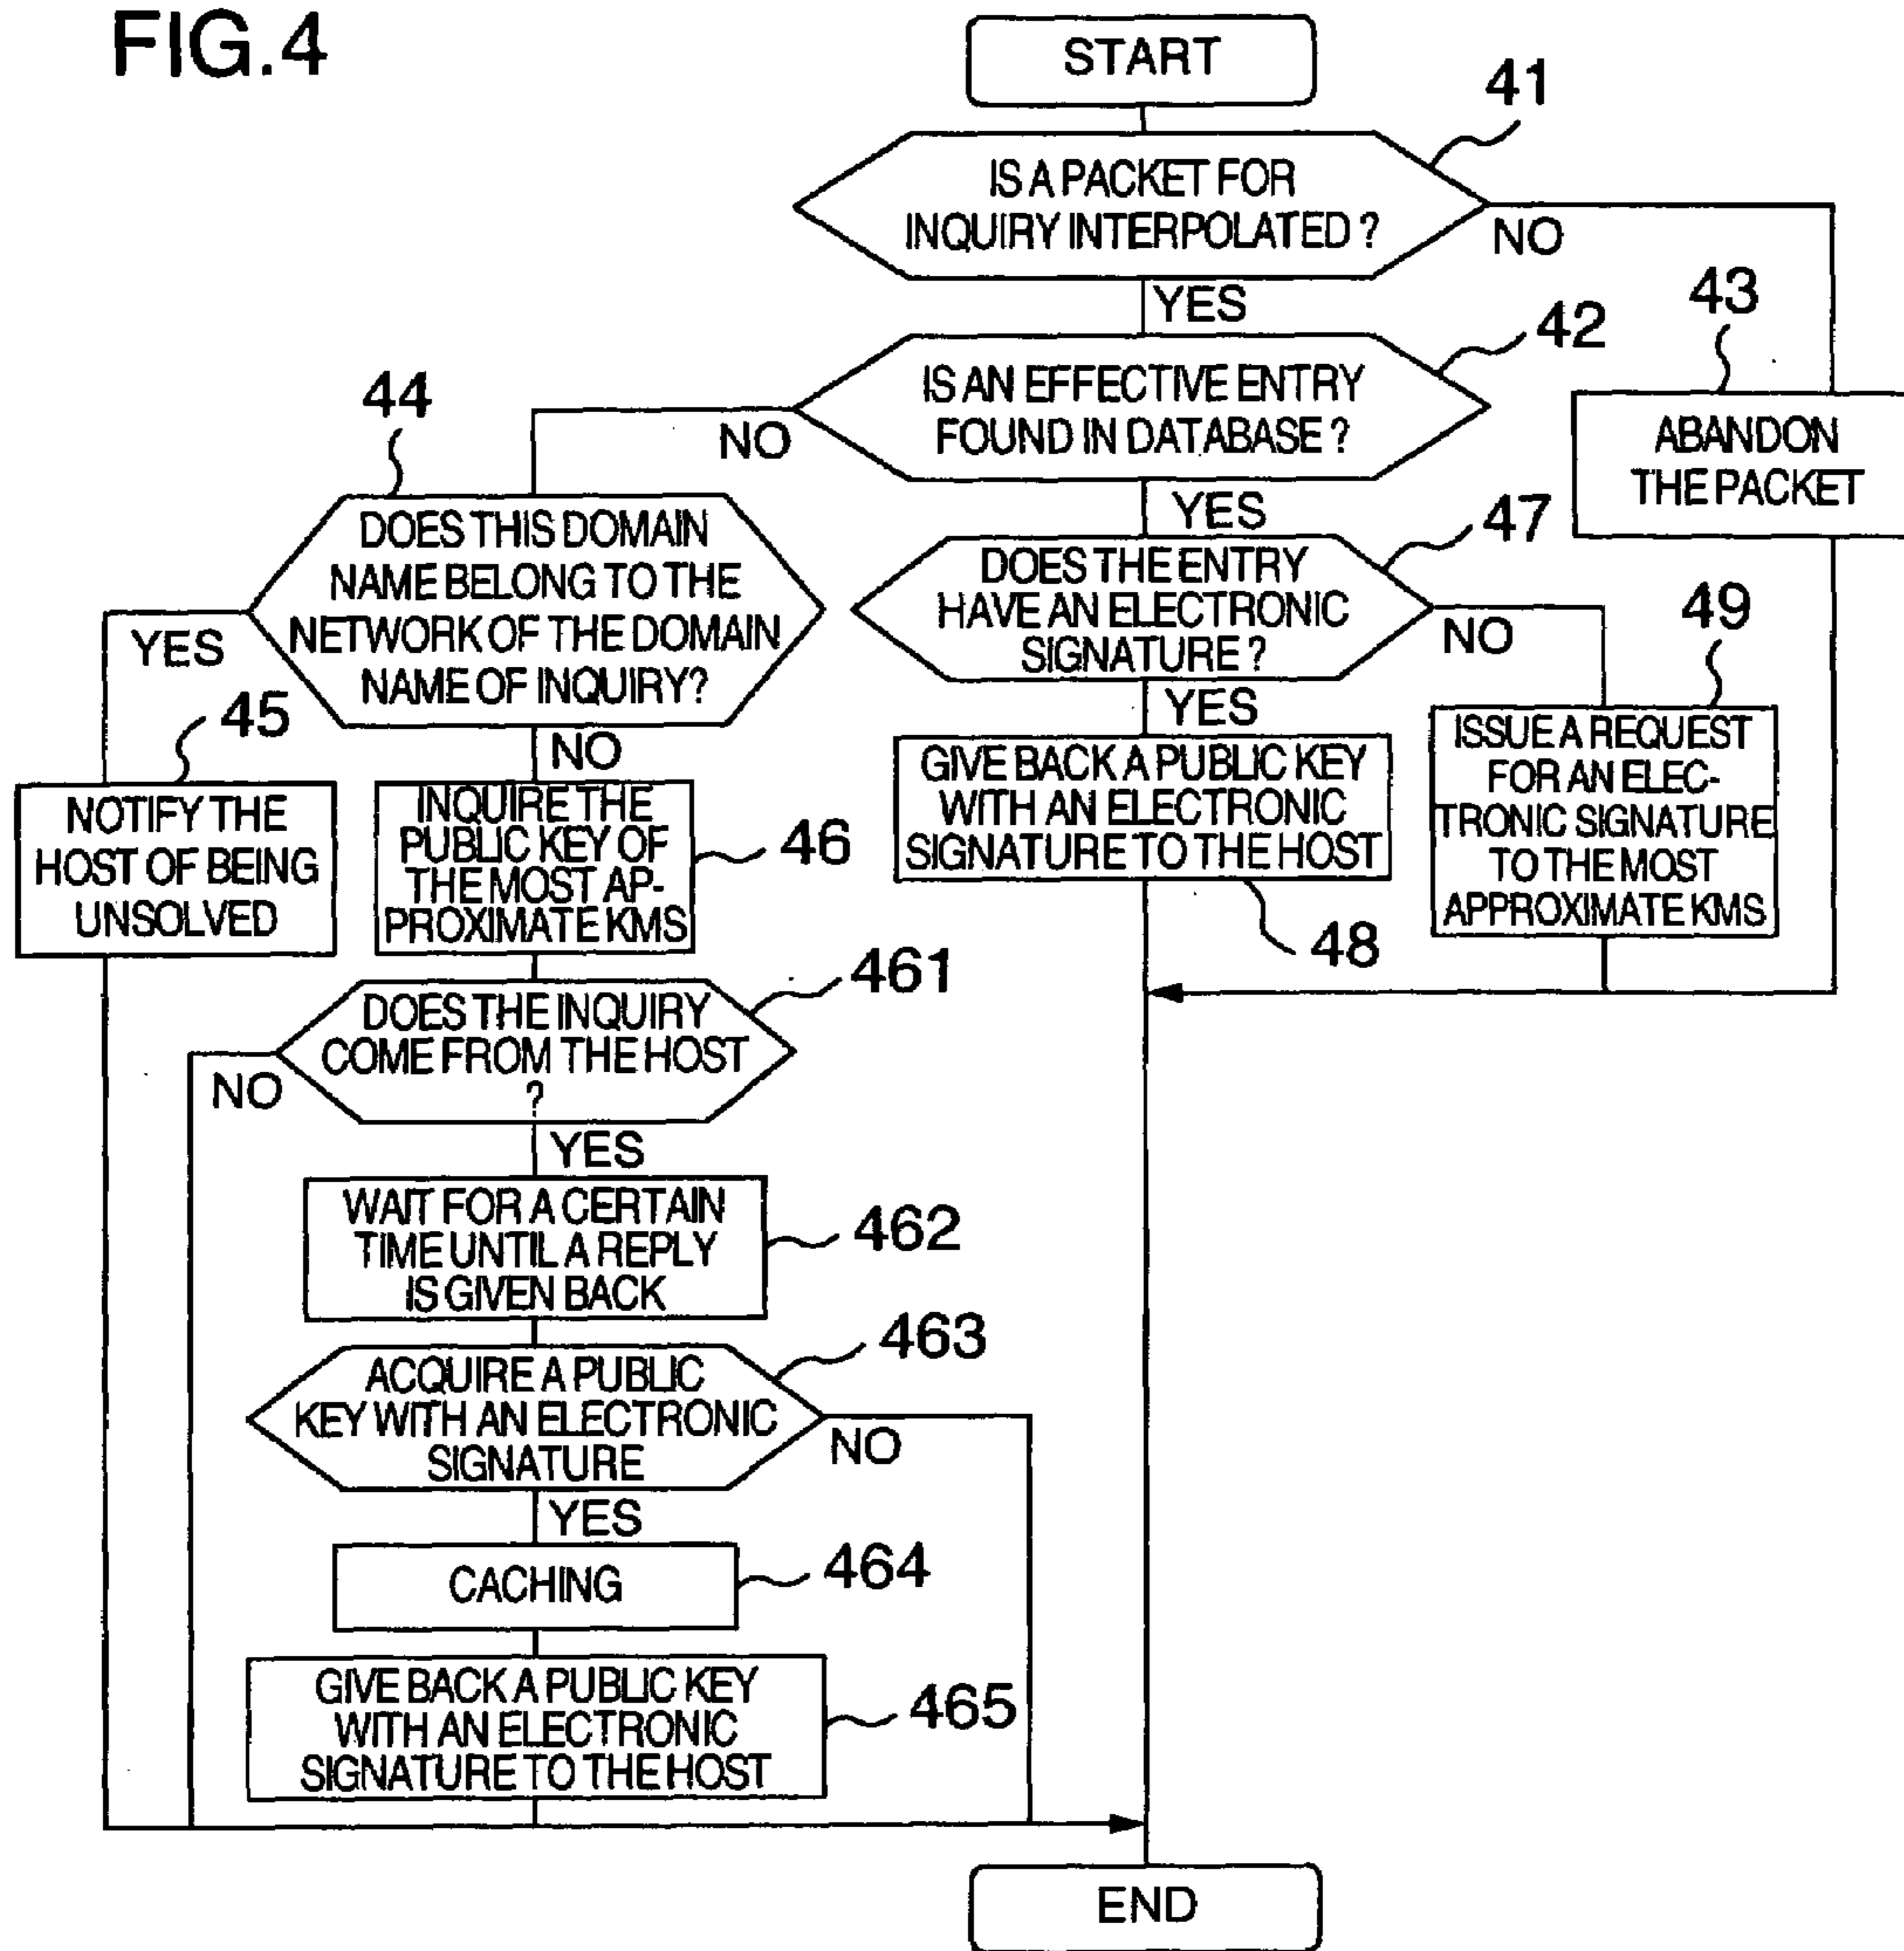 FIG.4
START
41
IS A PACKET FOR
INQUIRY INTERPOLATED ?
NO
YES
42
IS AN EFFECTIVE ENTRY
FOUND IN DATABASE ?
NO
YES
43
ABANDON
THE PACKET
44
DOES THIS DOMAIN
NAME BELONG TO THE
NETWORK OF THE DOMAIN
NAME OF INQUIRY?
YES
NO
45
NOTIFY THE
HOST OF BEING
UNSOLVED
46
INQUIRE THE
PUBLIC KEY OF
THE MOST AP-
PROXIMATE KMS
47
DOES THE ENTRY
HAVE AN ELECTRONIC
SIGNATURE ?
NO
YES
GIVE BACK A PUBLIC KEY
WITH AN ELECTRONIC
SIGNATURE TO THE HOST
48
49
ISSUE A REQUEST
FOR AN ELEC-
TRONIC SIGNATURE
TO THE MOST
APPROXIMATE KMS
461
DOES THE INQUIRY
COME FROM THE HOST
?
NO
YES
WAIT FOR A CERTAIN
TIME UNTIL A REPLY
IS GIVEN BACK
462
463
ACQUIRE A PUBLIC
KEY WITH AN ELECTRONIC
SIGNATURE
NO
YES
CACHING
464
GIVE BACK A PUBLIC KEY
WITH AN ELECTRONIC
SIGNATURE TO THE HOST
465
END